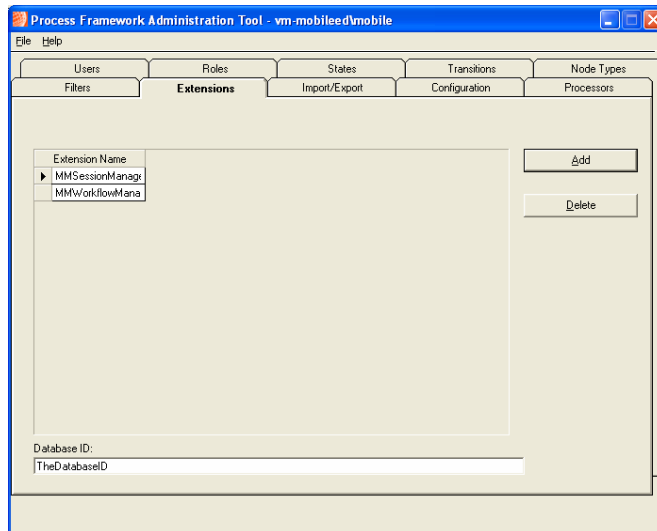 Process Framework Administration Tool - vm-mobileed\mobile
File Help
Users Roles States Transitions Node Types
Filters Extensions Import/Export Configuration Processors
Extension Name
MMSessionManage
MMWorkflowMana
Add
Delete
Database ID:
TheDatabaseID